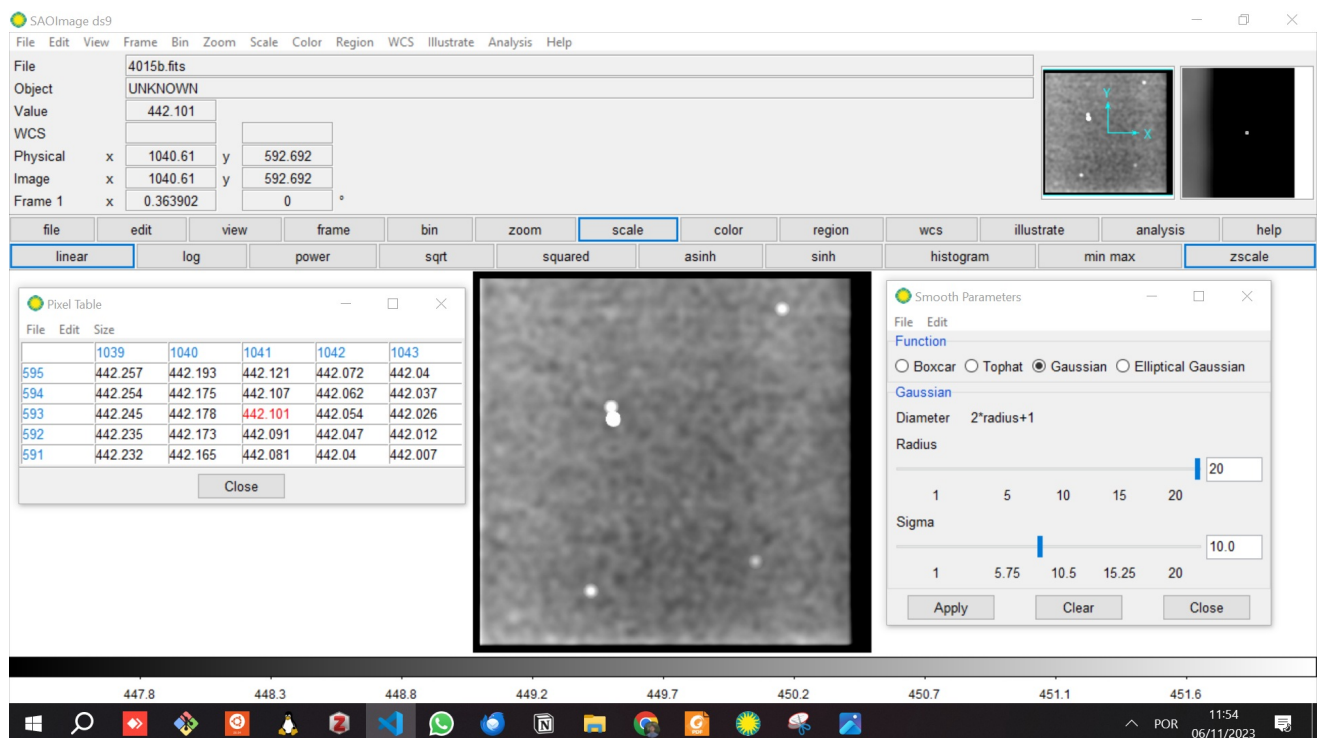 SAOImage ds9
File Edit View Frame Bin Zoom Scale Color Region WCS Illustrate Analysis Help
File 4015b.fits
Object UNKNOWN
Value 442.101
WCS
Physical x 1040.61 y 592.692
Image x 1040.61 y 592.692
Frame 1 x 0.363902 0 °
Y
X
file edit view frame bin zoom scale color region wcs illustrate analysis help
linear log power sqrt squared asinh sinh histogram min max zscale
Pixel Table
File Edit Size
1039 1040 1041 1042 1043
595 442.257 442.193 442.121 442.072 442.04
594 442.254 442.175 442.107 442.062 442.037
593 442.245 442.178 442.101 442.054 442.026
592 442.235 442.173 442.091 442.047 442.012
591 442.232 442.165 442.081 442.04 442.007
Close
Smooth Parameters
File Edit
Function
Boxcar Tophat Gaussian Elliptical Gaussian
Gaussian
Diameter 2*radius+1
Radius
20
1 5 10 15 20
Sigma
10.0
1 5.75 10.5 15.25 20
Apply Clear Close
447.8 448.3 448.8 449.2 449.7 450.2 450.7 451.1 451.6
POR
11:54
06/11/2023